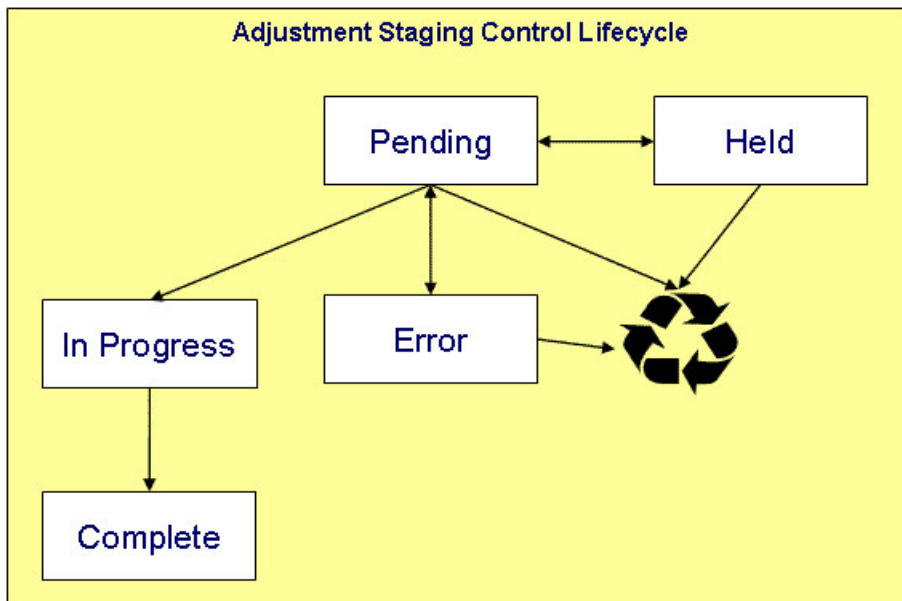 Adjustment Staging Control Lifecycle
Pending
Held
In Progress
Error
Complete